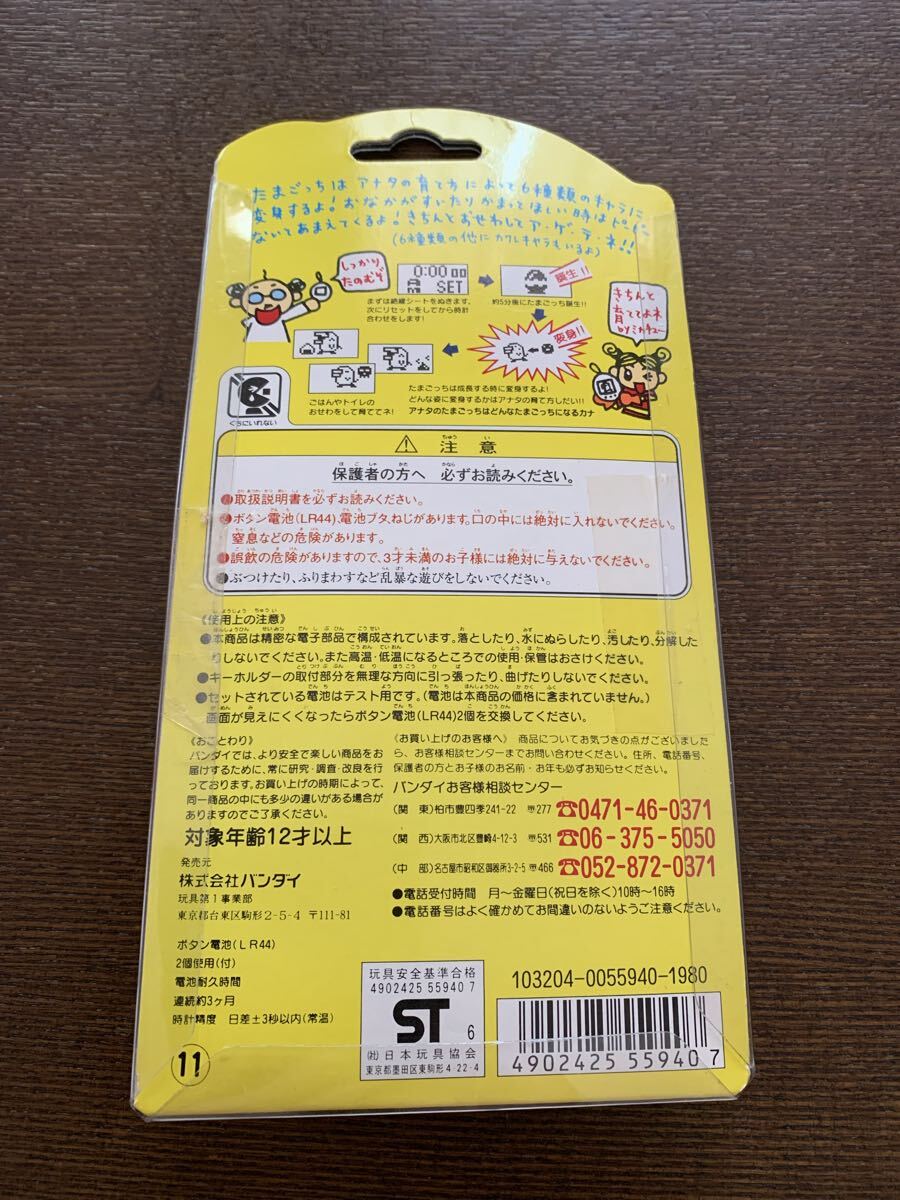 たまごっちは アナタの育て方によって6種類のキャラに
変身するよ！おなかがすいたり かまってほしい時はピーピー
ないてあまえてくるよ！きちんとおせわしてア・ゲ・テ・ネ!!
(6種類の他に カクレキャラもいるよ)
しっかり
たのむぞ
0:00 00
AM SET
まずは絶縁シートをぬきます。
次にリセットをしてから時計
合わせをします！
誕生!!
約5分後にたまごっち誕生!!
きちんと
育ててよネ
変身!!
ごはんやトイレの
おせわをして育ててネ！
たまごっちは成長する時に変身するよ！
どんな姿に変身するかはアナタの育て方しだい!!
アナタのたまごっちはどんなたまごっちになるカナ
くちにいれない
⚠ 注意
保護者の方へ 必ずお読みください。
❶取扱説明書を必ずお読みください。
❷ボタン電池(LR44)、電池ブタ、ねじがあります。口の中には絶対に入れないでください。
窒息などの危険があります。
❸誤飲の危険がありますので、3才未満のお子様には絶対に与えないでください。
❹ぶつけたり、ふりまわすなど乱暴な遊びをしないでください。
《使用上の注意》
●本商品は精密な電子部品で構成されています。落としたり、水にぬらしたり、汚したり、分解した
りしないでください。また高温・低温になるところでの使用・保管はおさけください。
●キーホルダーの取付部分を無理な方向に引っ張ったり、曲げたりしないでください。
●セットされている電池はテスト用です。(電池は本商品の価格に含まれていません。)
画面が見えにくくなったらボタン電池(LR44)2個を交換してください。
《おことわり》
バンダイでは、より安全で楽しい商品をお
届けするために、常に研究・調査・改良を行
っております。お買い上げの時期によって、
同一商品の中にも多少の違いがある場合が
ありますのでご了承ください。
対象年齢12才以上
発売元
株式会社バンダイ
玩具第1事業部
東京都台東区駒形2-5-4 〒111-81
《お買い上げのお客様へ》 商品についてお気づきの点がございました
ら、お客様相談センターまでお問い合わせください。住所、電話番号、
保護者の方とお子様のお名前・お年も必ずお知らせください。
バンダイお客様相談センター
(関 東)柏市豊四季241-22 〒277 ☎0471-46-0371
(関 西)大阪市北区豊崎4-12-3 〒531 ☎06-375-5050
(中 部)名古屋市昭和区御器所3-2-5 〒466 ☎052-872-0371
●電話受付時間 月〜金曜日(祝日を除く)10時〜16時
●電話番号はよく確かめてお間違いのないようご注意ください。
ボタン電池(LR44)
2個使用(付)
電池耐久時間
連続約3ヶ月
時計精度 日差±3秒以内(常温)
11
玩具安全基準合格
4902425 55940 7
ST 6
(社)日本玩具協会
東京都墨田区東駒形4-22-4
103204-0055940-1980
4902425 559407